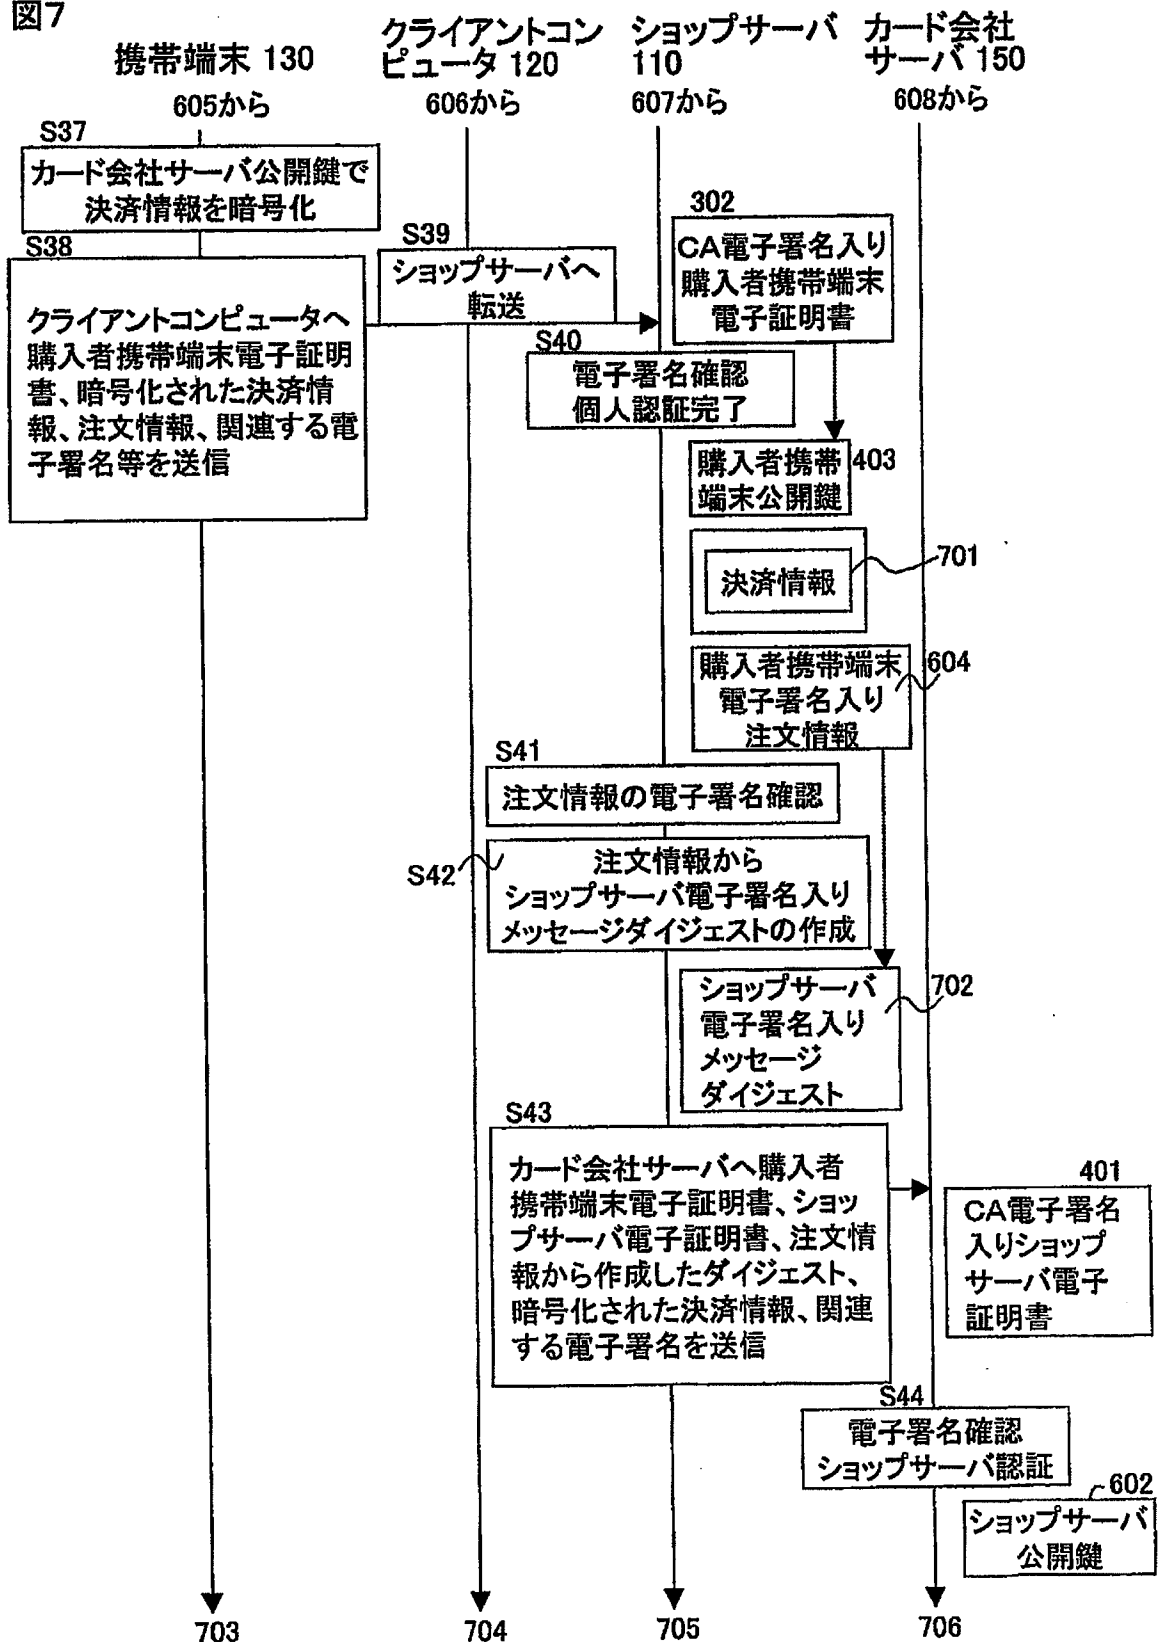 図7
携帯端末 130
クライアントコン
ピュータ 120
ショップサーバ
110
カード会社
サーバ 150
605から
606から
607から
608から
S37
カード会社サーバ公開鍵で
決済情報を暗号化
S38
クライアントコンピュータへ
購入者携帯端末電子証明
書、暗号化された決済情
報、注文情報、関連する電
子署名等を送信
S39
ショップサーバへ
転送
302
CA電子署名入り
購入者携帯端末
電子証明書
S40
電子署名確認
個人認証完了
購入者携帯
端末公開鍵
403
決済情報
701
購入者携帯端末
電子署名入り
注文情報
604
S41
注文情報の電子署名確認
S42
注文情報から
ショップサーバ電子署名入り
メッセージダイジェストの作成
ショップサーバ
電子署名入り
メッセージ
ダイジェスト
702
S43
カード会社サーバへ購入者
携帯端末電子証明書、ショッ
プサーバ電子証明書、注文情
報から作成したダイジェスト、
暗号化された決済情報、関連
する電子署名を送信
401
CA電子署名
入りショップ
サーバ電子
証明書
S44
電子署名確認
ショップサーバ認証
602
ショップサーバ
公開鍵
703
704
705
706